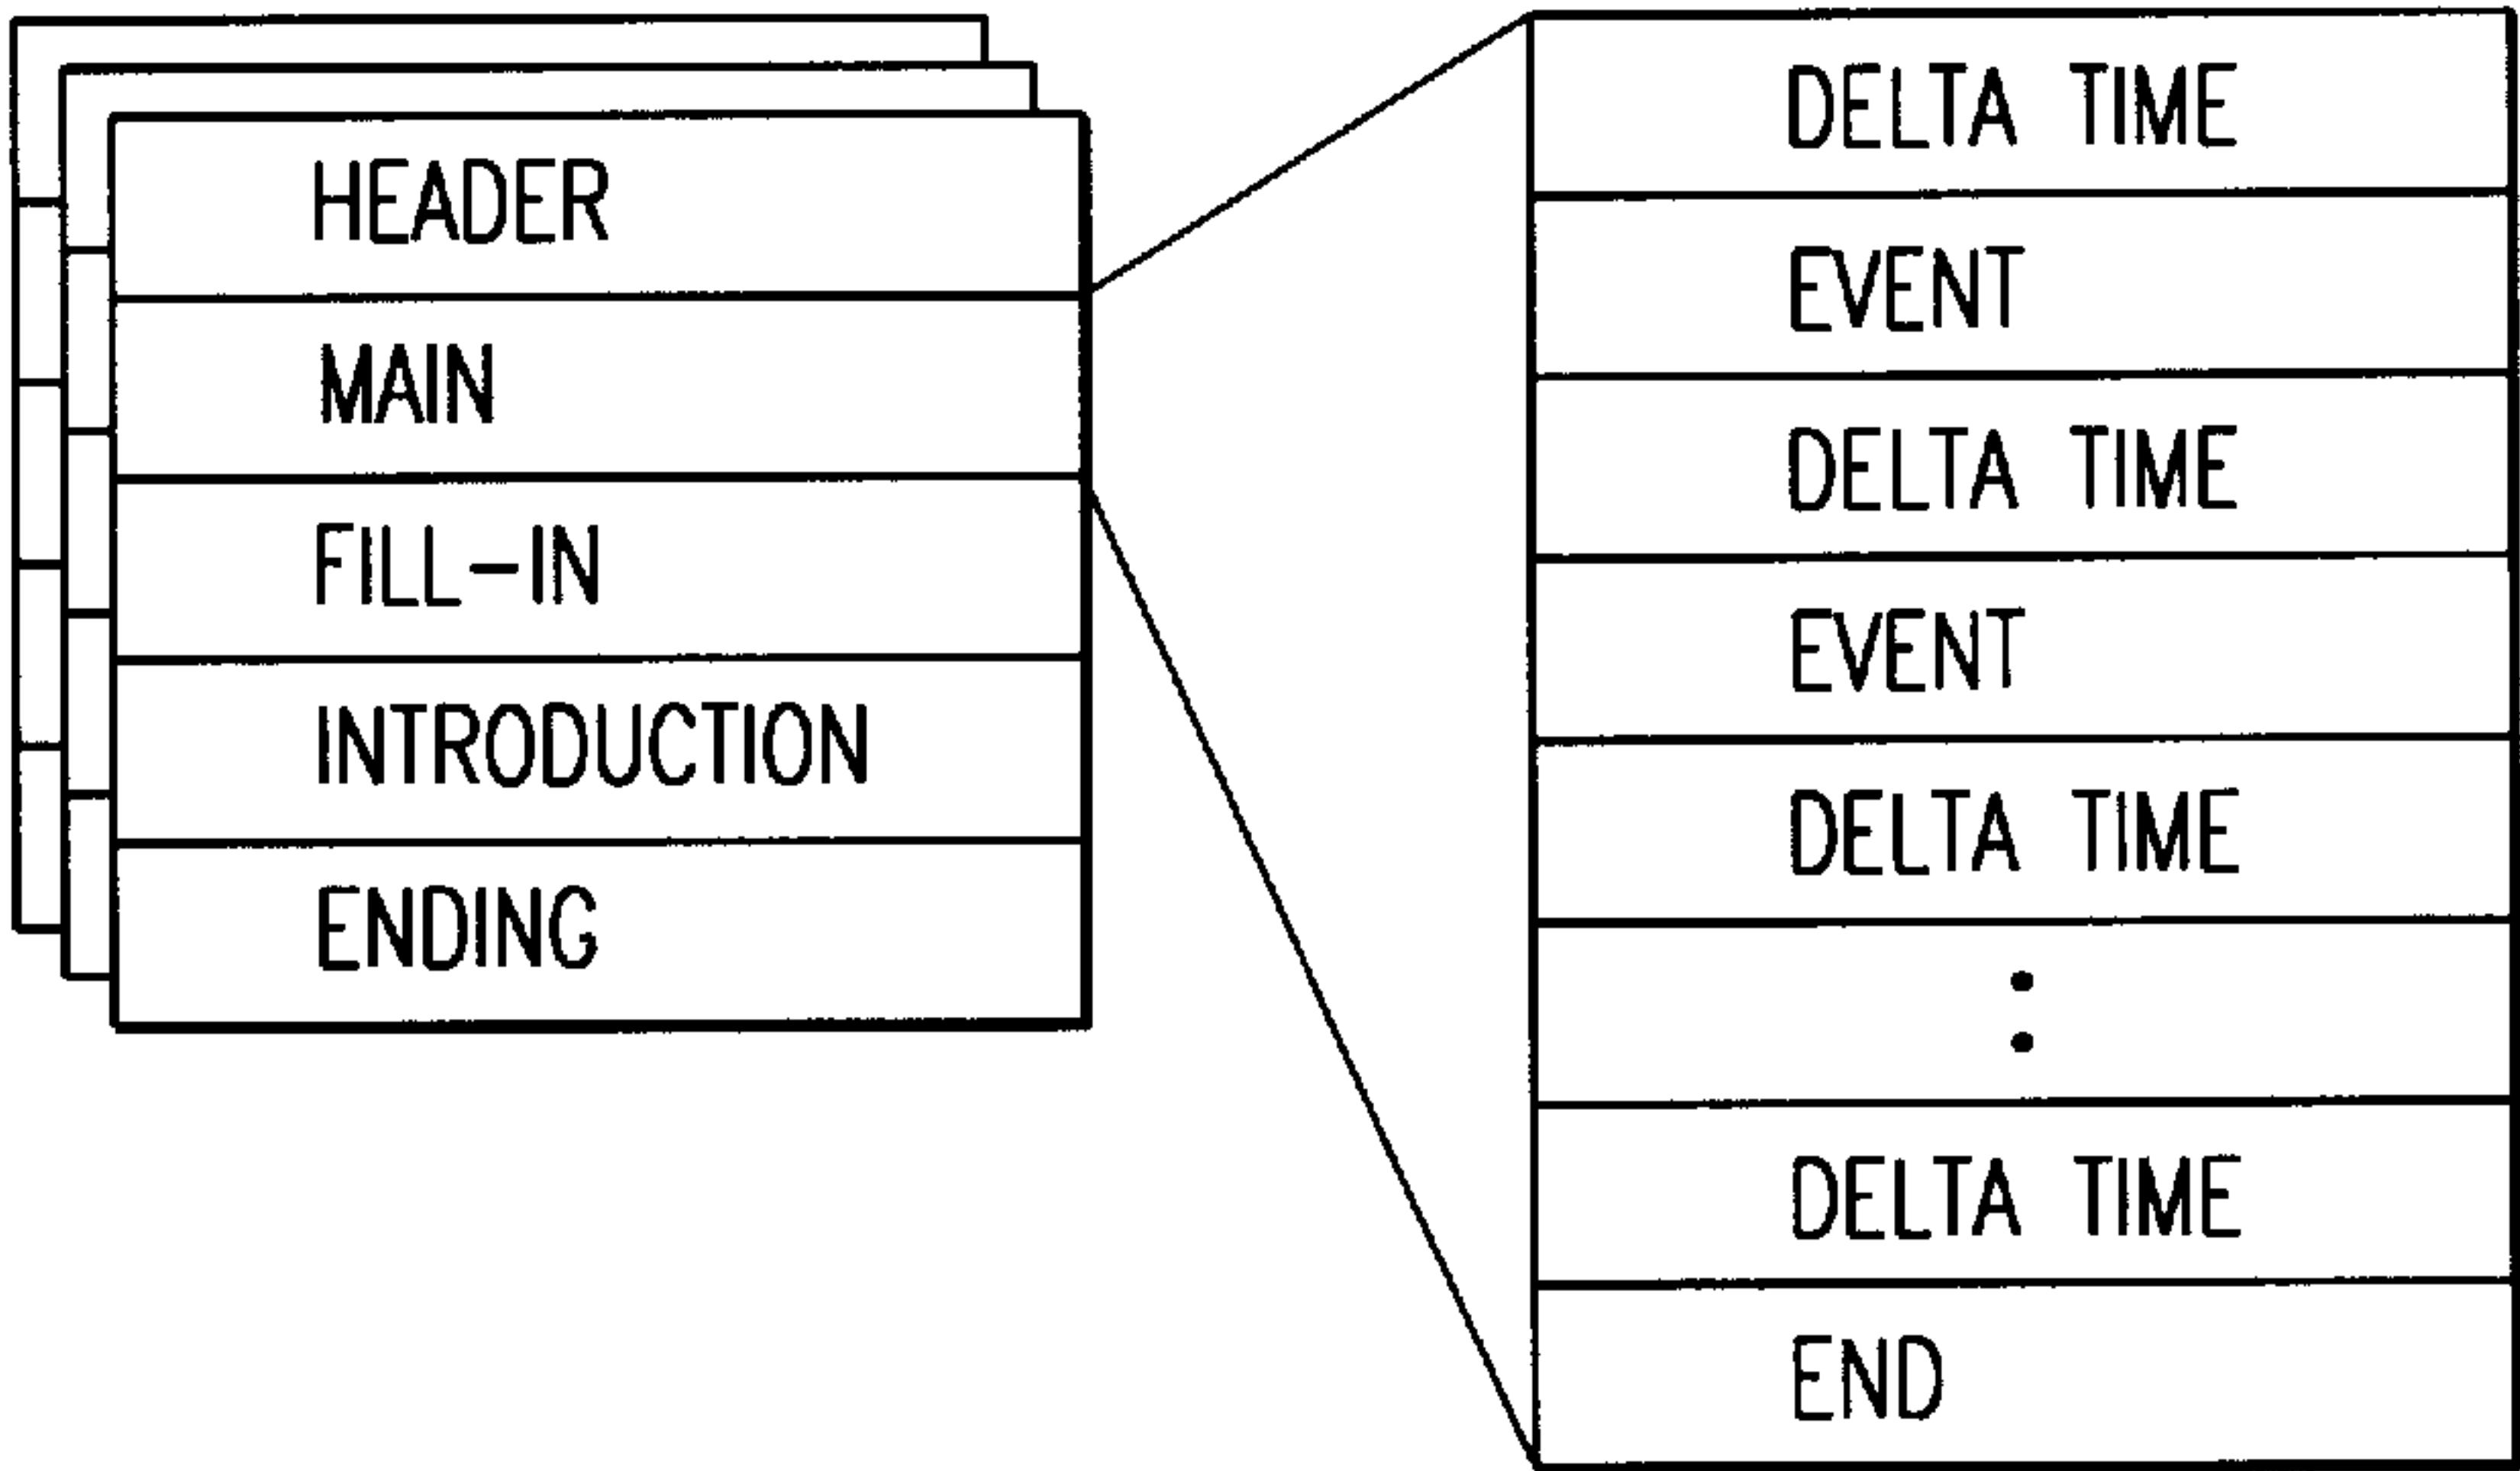 HEADER
MAIN
FILL-IN
INTRODUCTION
ENDING
DELTA TIME
EVENT
DELTA TIME
EVENT
DELTA TIME
:
DELTA TIME
END